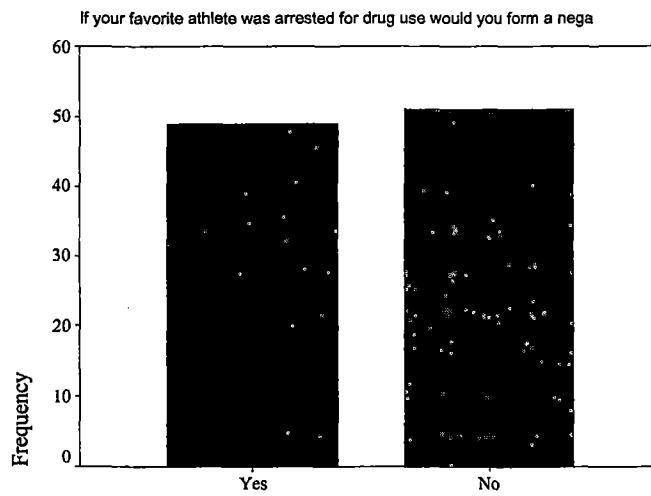 If your favorite athlete was arrested for drug use would you form a nega
60
50
40
30
20
10
0
Frequency
Yes
No